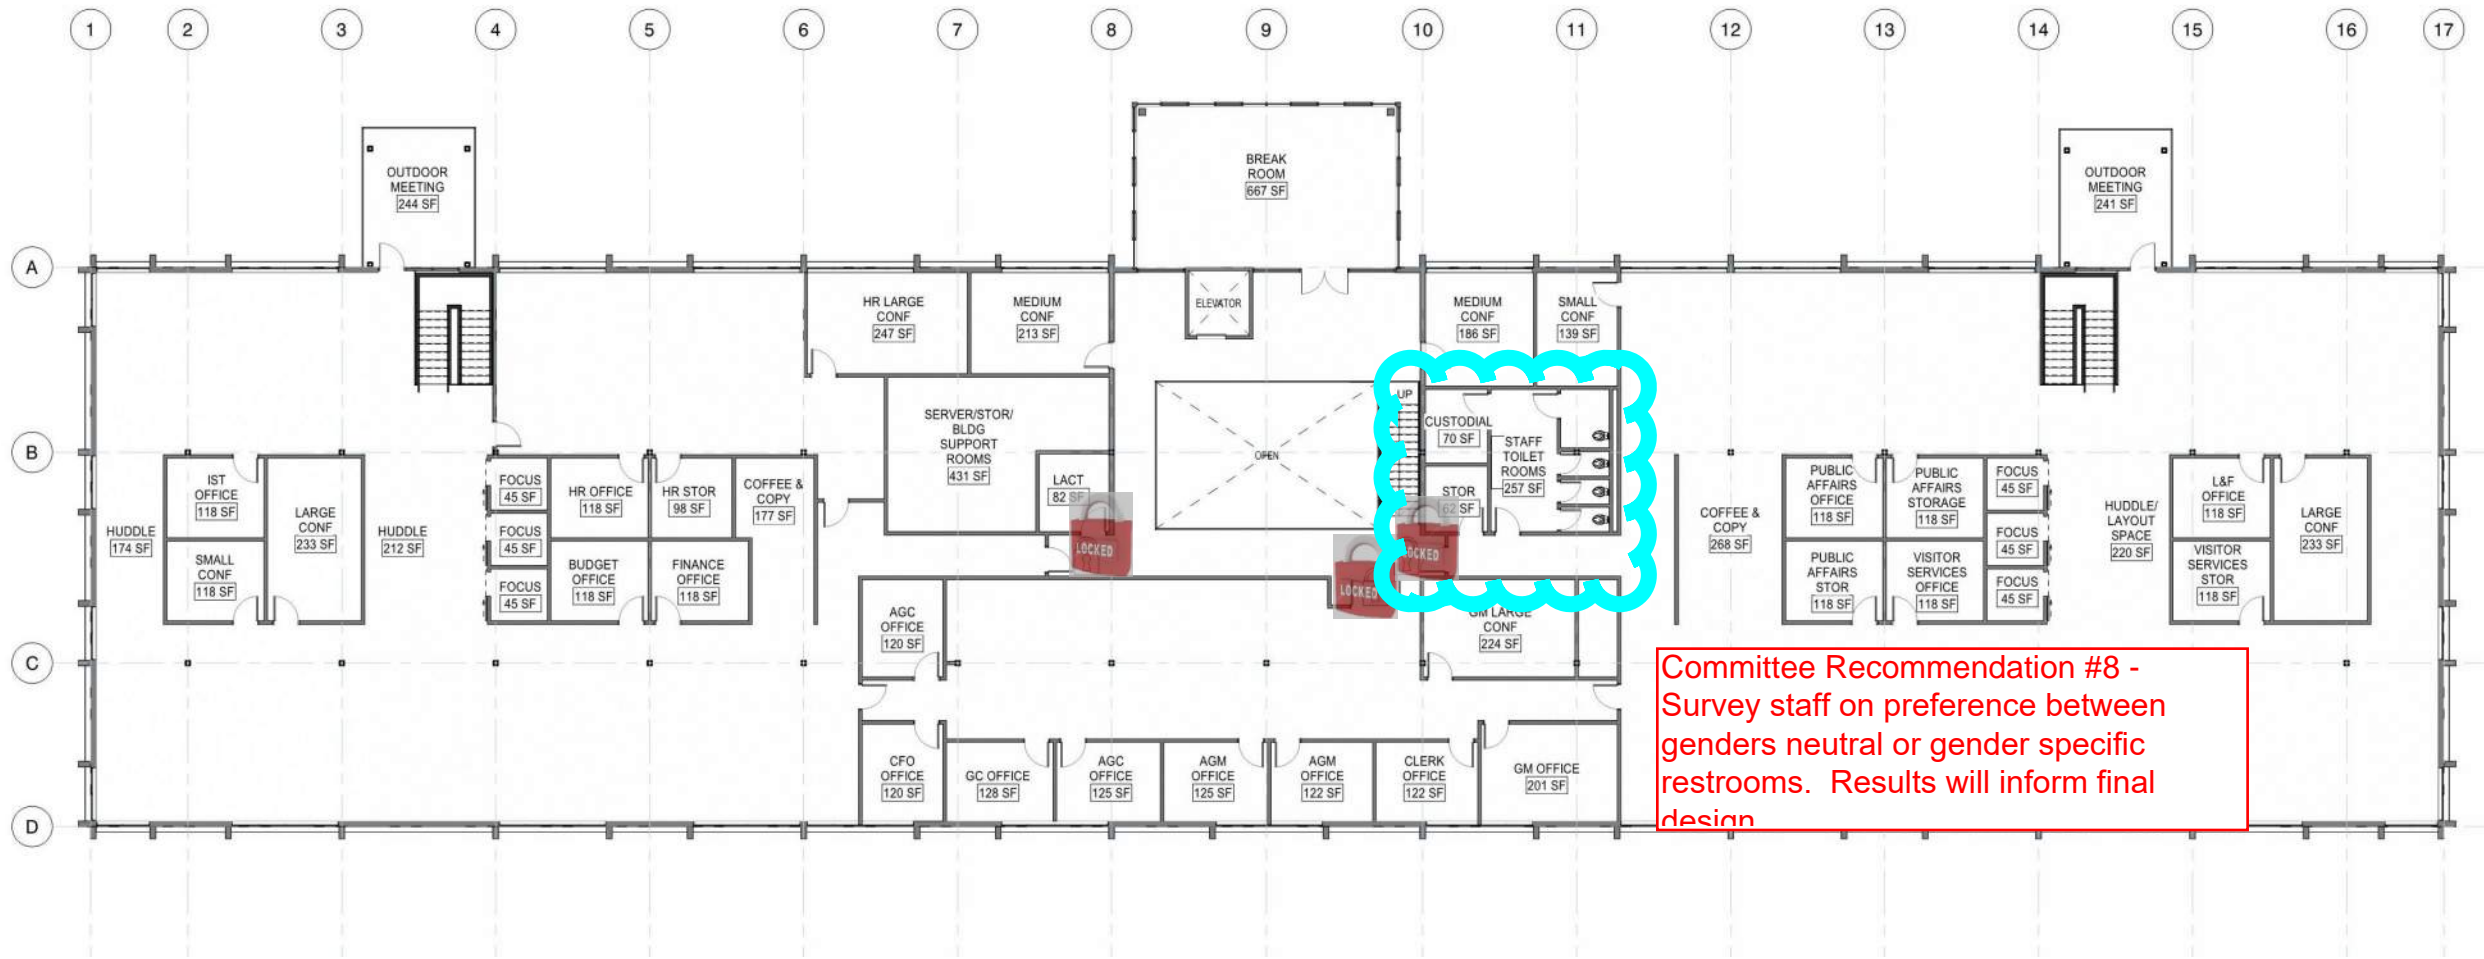 1 2 3 4 5 6 7 8 9 10 11 12 13 14 15 16 17
A
B
C
D
OUTDOOR
MEETING
244 SF
BREAK
ROOM
667 SF
OUTDOOR
MEETING
241 SF
HR LARGE
CONF
247 SF
MEDIUM
CONF
213 SF
ELEVATOR
MEDIUM
CONF
186 SF
SMALL
CONF
139 SF
SERVER/STOR/
BLDG
SUPPORT
ROOMS
431 SF
LACT
82 SF
OPEN
UP
CUSTODIAL
70 SF
STAFF
TOILET
ROOMS
257 SF
STOR
62 SF
LOCKED
LOCKED
LOCKED
HUDDLE
174 SF
IST
OFFICE
118 SF
SMALL
CONF
118 SF
LARGE
CONF
233 SF
HUDDLE
212 SF
FOCUS
45 SF
FOCUS
45 SF
FOCUS
45 SF
HR OFFICE
118 SF
HR STOR
98 SF
COFFEE &
COPY
177 SF
BUDGET
OFFICE
118 SF
FINANCE
OFFICE
118 SF
AGC
OFFICE
120 SF
GM LARGE
CONF
224 SF
COFFEE &
COPY
268 SF
PUBLIC
AFFAIRS
OFFICE
118 SF
PUBLIC
AFFAIRS
STORAGE
118 SF
PUBLIC
AFFAIRS
STOR
118 SF
VISITOR
SERVICES
OFFICE
118 SF
FOCUS
45 SF
FOCUS
45 SF
FOCUS
45 SF
HUDDLE/
LAYOUT
SPACE
220 SF
L&F
OFFICE
118 SF
VISITOR
SERVICES
STOR
118 SF
LARGE
CONF
233 SF
CFO
OFFICE
120 SF
GC OFFICE
128 SF
AGC
OFFICE
125 SF
AGM
OFFICE
125 SF
AGM
OFFICE
122 SF
CLERK
OFFICE
122 SF
GM OFFICE
201 SF
Committee Recommendation #8 -
Survey staff on preference between
genders neutral or gender specific
restrooms.  Results will inform final
design